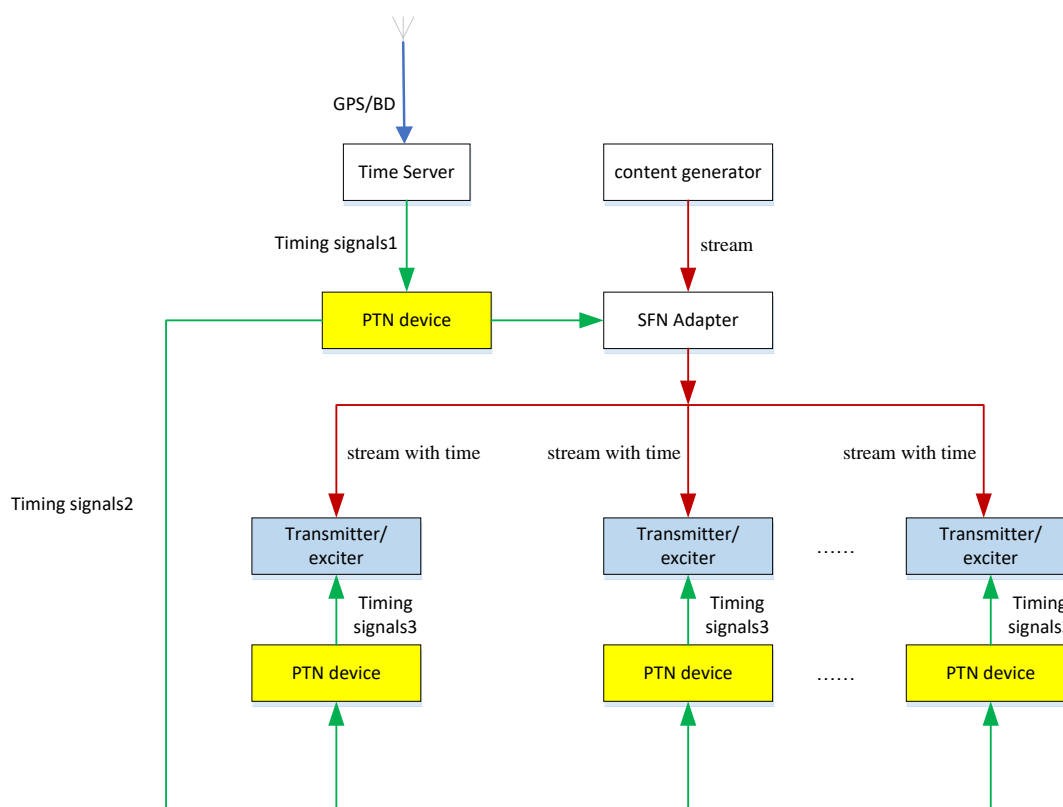 GPS/BD
Time Server
content generator
Timing signals1
stream
PTN device
SFN Adapter
stream with time
stream with time
stream with time
Timing signals2
Transmitter/
exciter
Transmitter/
exciter
......
Transmitter/
exciter
Timing
signals3
Timing
signals3
Timing
signals
PTN device
PTN device
......
PTN device